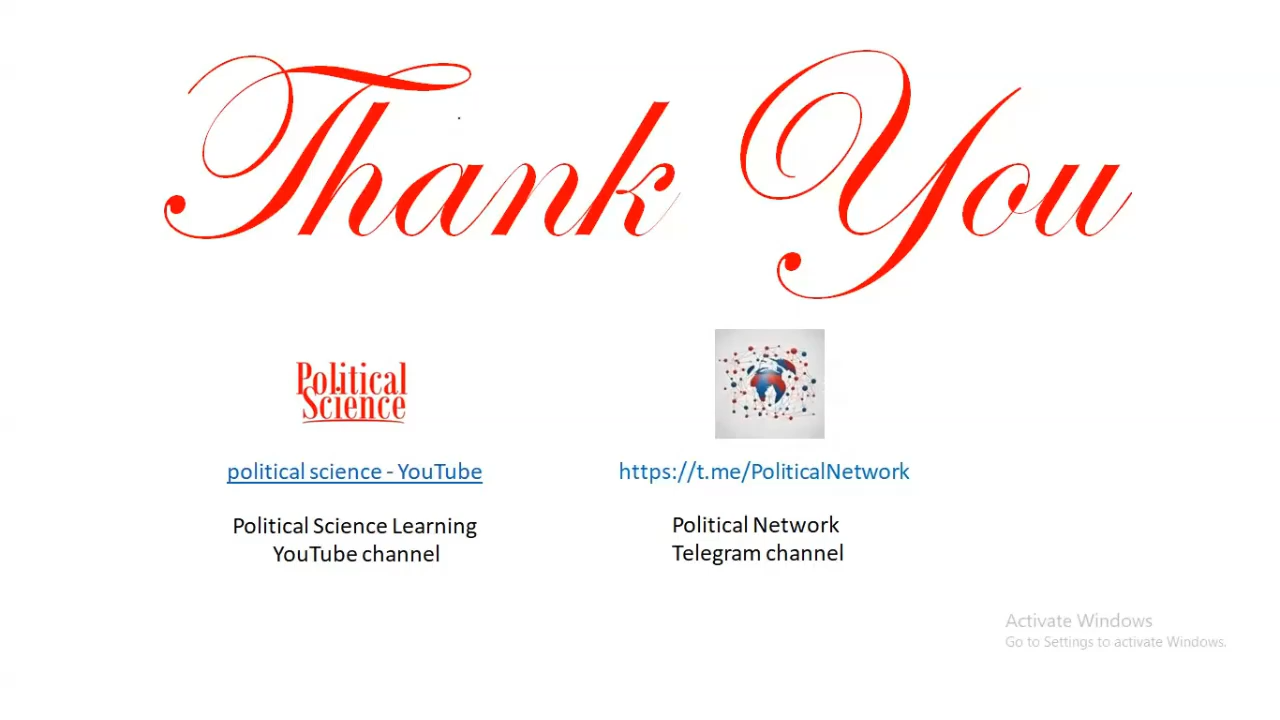 Thank You
Political
Science
political science - YouTube
https://t.me/PoliticalNetwork
Political Science Learning
YouTube channel
Political Network
Telegram channel
Activate Windows
Go to Settings to activate Windows.